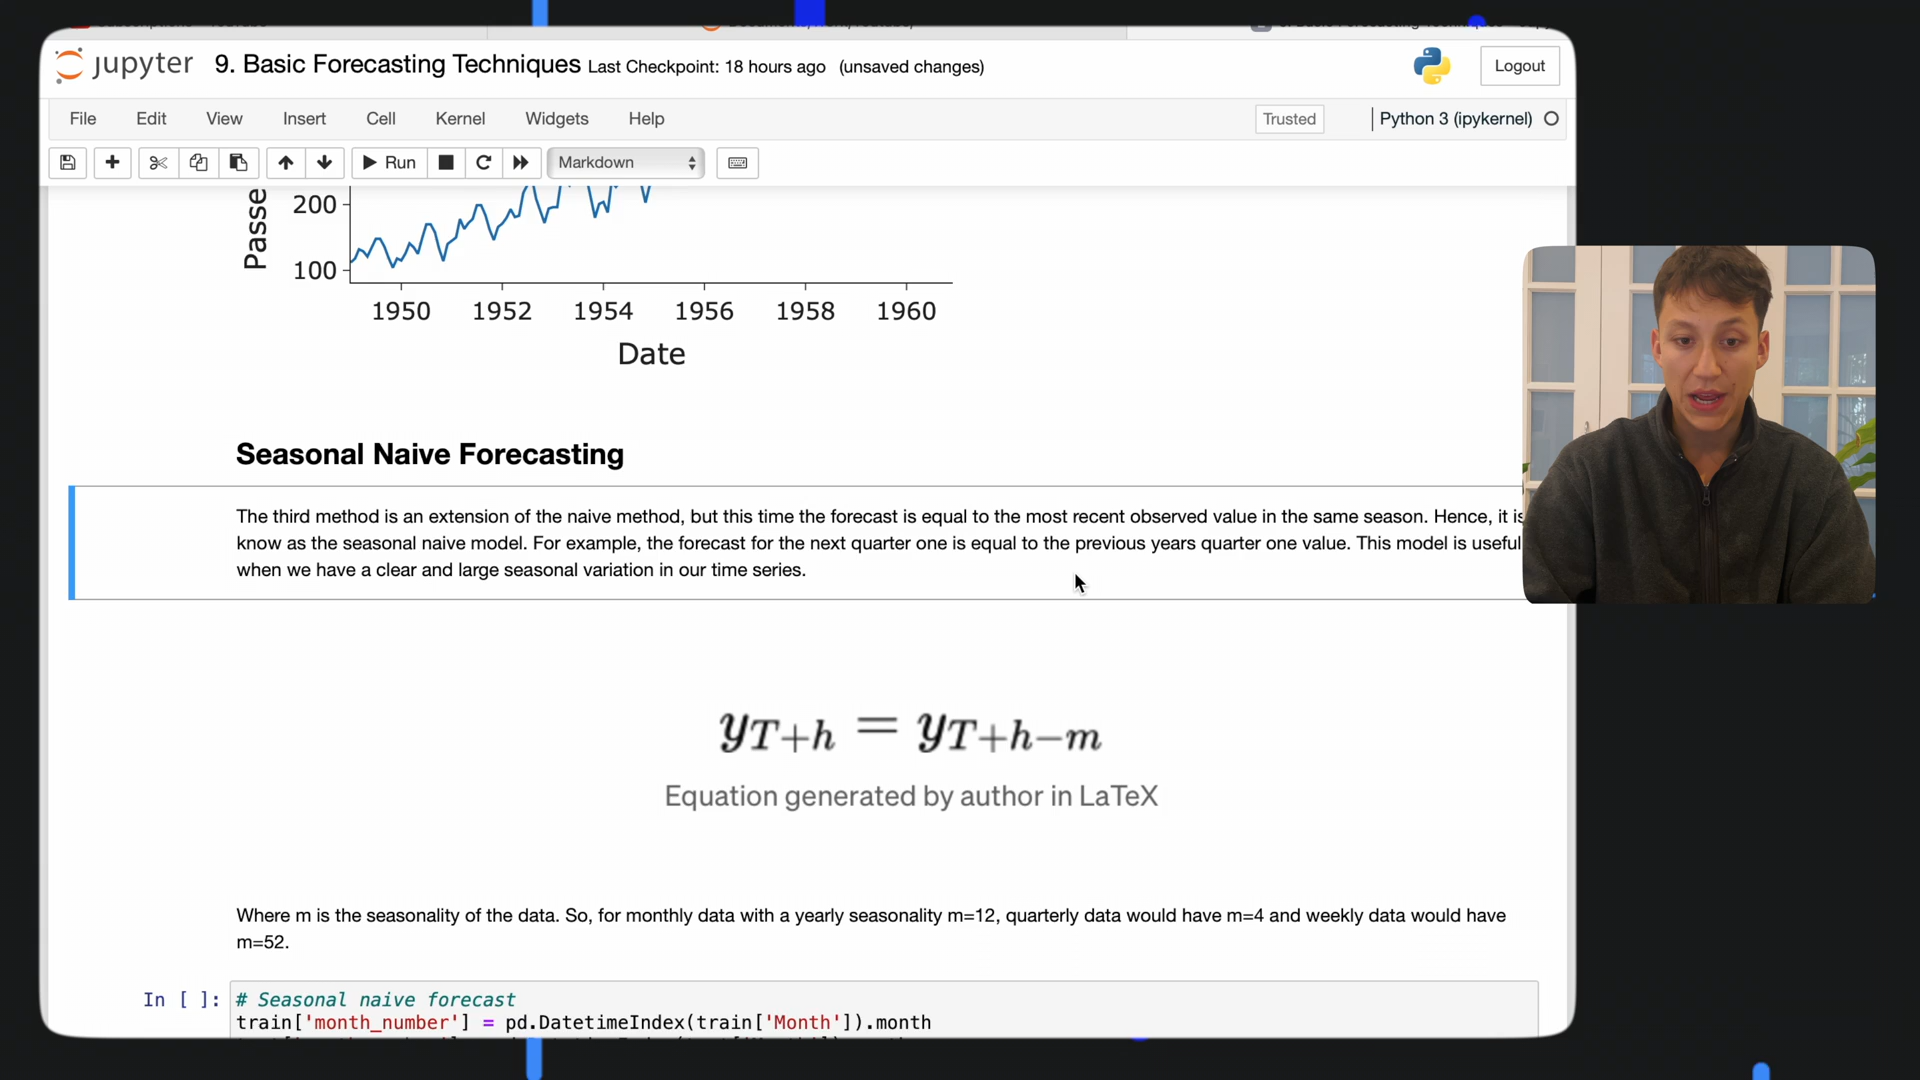 jupyter 9. Basic Forecasting Techniques Last Checkpoint: 18 hours ago (unsaved changes) Logout
File Edit View Insert Cell Kernel Widgets Help Trusted Python 3 (ipykernel)
Run Markdown
Passe
200
100
1950 1952 1954 1956 1958 1960
Date
Seasonal Naive Forecasting
The third method is an extension of the naive method, but this time the forecast is equal to the most recent observed value in the same season. Hence, it is
know as the seasonal naive model. For example, the forecast for the next quarter one is equal to the previous years quarter one value. This model is useful
when we have a clear and large seasonal variation in our time series.
y_{T+h} = y_{T+h-m}
Equation generated by author in LaTeX
Where m is the seasonality of the data. So, for monthly data with a yearly seasonality m=12, quarterly data would have m=4 and weekly data would have
m=52.
In [ ]: # Seasonal naive forecast
train['month_number'] = pd.DatetimeIndex(train['Month']).month